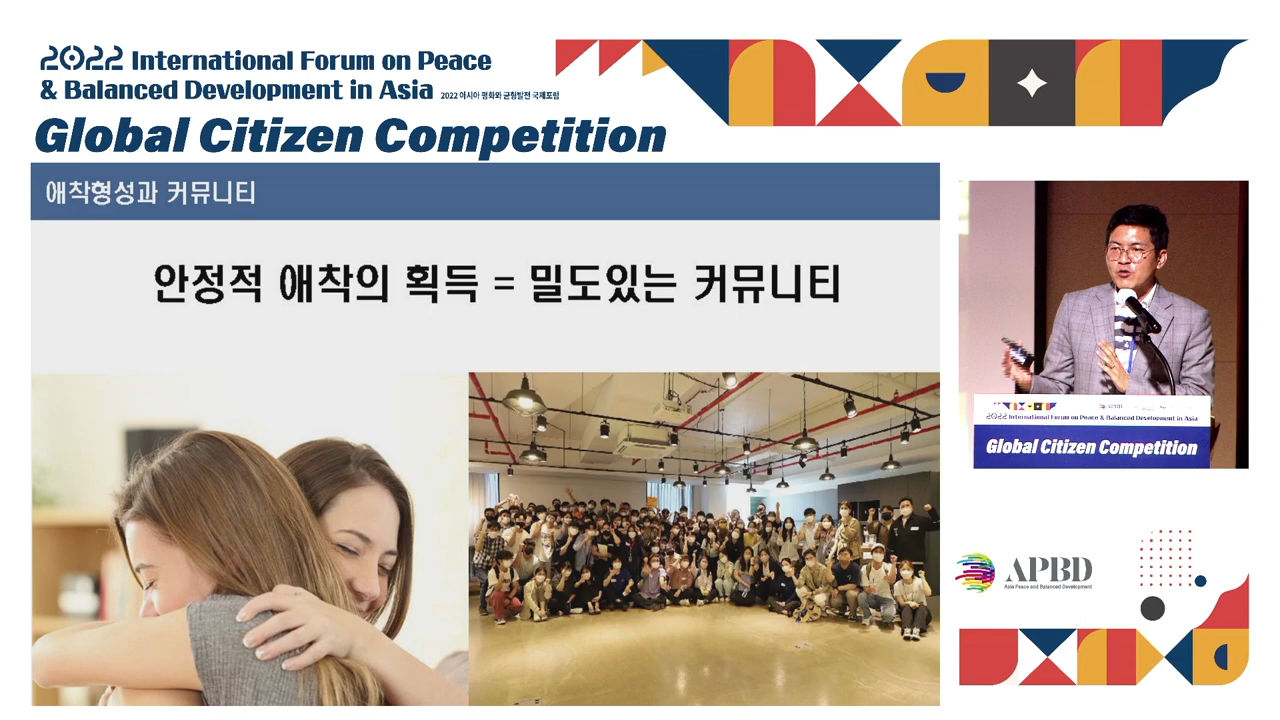 2022 International Forum on Peace
& Balanced Development in Asia 2022 아시아 평화와 균형발전 국제포럼
Global Citizen Competition
애착형성과 커뮤니티
안정적 애착의 획득 = 밀도있는 커뮤니티
2022 International Forum on Peace & Balanced Development in Asia
Global Citizen Competition
APBD
Asia Peace and Balanced Development